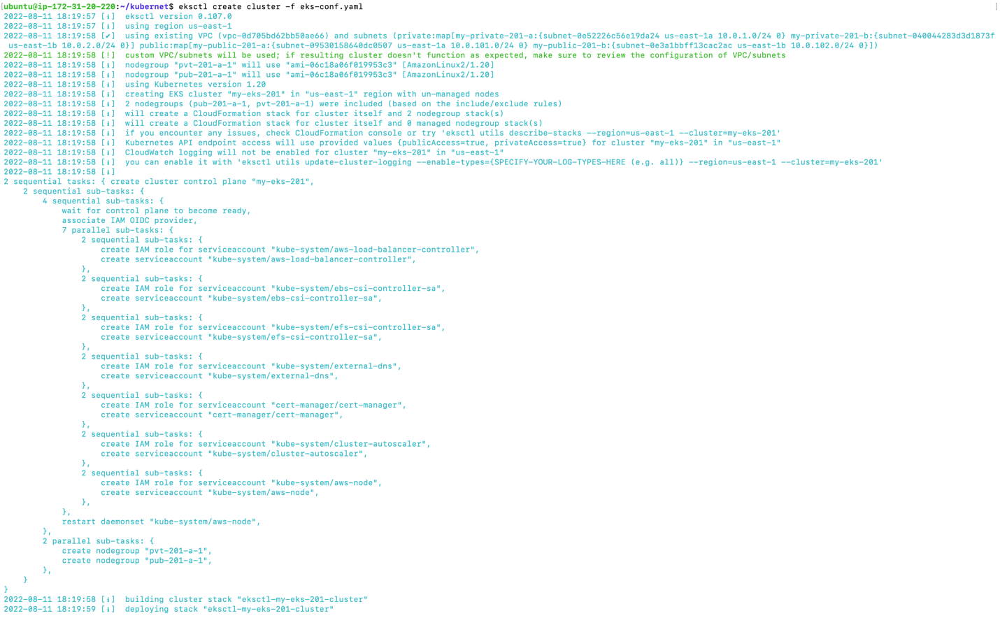 [ubuntu@ip-172-31-20-220:~/kubernet$ eksctl create cluster -f eks-conf.yaml ]
2022-08-11 18:19:57 [ℹ]  eksctl version 0.107.0
2022-08-11 18:19:57 [ℹ]  using region us-east-1
2022-08-11 18:19:58 [✔]  using existing VPC (vpc-0d705bd62bb50ae66) and subnets (private:map[my-private-201-a:{subnet-0e52226c56e19da24 us-east-1a 10.0.1.0/24 0} my-private-201-b:{subnet-040044283d3d1873f
us-east-1b 10.0.2.0/24 0}] public:map[my-public-201-a:{subnet-09530158640dc0507 us-east-1a 10.0.101.0/24 0} my-public-201-b:{subnet-0e3a1bbff13cac2ac us-east-1b 10.0.102.0/24 0}])
2022-08-11 18:19:58 [!]  custom VPC/subnets will be used; if resulting cluster doesn't function as expected, make sure to review the configuration of VPC/subnets
2022-08-11 18:19:58 [ℹ]  nodegroup "pvt-201-a-1" will use "ami-06c18a06f019953c3" [AmazonLinux2/1.20]
2022-08-11 18:19:58 [ℹ]  nodegroup "pub-201-a-1" will use "ami-06c18a06f019953c3" [AmazonLinux2/1.20]
2022-08-11 18:19:58 [ℹ]  using Kubernetes version 1.20
2022-08-11 18:19:58 [ℹ]  creating EKS cluster "my-eks-201" in "us-east-1" region with un-managed nodes
2022-08-11 18:19:58 [ℹ]  2 nodegroups (pub-201-a-1, pvt-201-a-1) were included (based on the include/exclude rules)
2022-08-11 18:19:58 [ℹ]  will create a CloudFormation stack for cluster itself and 2 nodegroup stack(s)
2022-08-11 18:19:58 [ℹ]  will create a CloudFormation stack for cluster itself and 0 managed nodegroup stack(s)
2022-08-11 18:19:58 [ℹ]  if you encounter any issues, check CloudFormation console or try 'eksctl utils describe-stacks --region=us-east-1 --cluster=my-eks-201'
2022-08-11 18:19:58 [ℹ]  Kubernetes API endpoint access will use provided values {publicAccess=true, privateAccess=true} for cluster "my-eks-201" in "us-east-1"
2022-08-11 18:19:58 [ℹ]  CloudWatch logging will not be enabled for cluster "my-eks-201" in "us-east-1"
2022-08-11 18:19:58 [ℹ]  you can enable it with 'eksctl utils update-cluster-logging --enable-types={SPECIFY-YOUR-LOG-TYPES-HERE (e.g. all)} --region=us-east-1 --cluster=my-eks-201'
2022-08-11 18:19:58 [ℹ]
2 sequential tasks: { create cluster control plane "my-eks-201",
    2 sequential sub-tasks: {
        4 sequential sub-tasks: {
            wait for control plane to become ready,
            associate IAM OIDC provider,
            7 parallel sub-tasks: {
                2 sequential sub-tasks: {
                    create IAM role for serviceaccount "kube-system/aws-load-balancer-controller",
                    create serviceaccount "kube-system/aws-load-balancer-controller",
                },
                2 sequential sub-tasks: {
                    create IAM role for serviceaccount "kube-system/ebs-csi-controller-sa",
                    create serviceaccount "kube-system/ebs-csi-controller-sa",
                },
                2 sequential sub-tasks: {
                    create IAM role for serviceaccount "kube-system/efs-csi-controller-sa",
                    create serviceaccount "kube-system/efs-csi-controller-sa",
                },
                2 sequential sub-tasks: {
                    create IAM role for serviceaccount "kube-system/external-dns",
                    create serviceaccount "kube-system/external-dns",
                },
                2 sequential sub-tasks: {
                    create IAM role for serviceaccount "cert-manager/cert-manager",
                    create serviceaccount "cert-manager/cert-manager",
                },
                2 sequential sub-tasks: {
                    create IAM role for serviceaccount "kube-system/cluster-autoscaler",
                    create serviceaccount "kube-system/cluster-autoscaler",
                },
                2 sequential sub-tasks: {
                    create IAM role for serviceaccount "kube-system/aws-node",
                    create serviceaccount "kube-system/aws-node",
                },
            },
            restart daemonset "kube-system/aws-node",
        },
        2 parallel sub-tasks: {
            create nodegroup "pvt-201-a-1",
            create nodegroup "pub-201-a-1",
        },
    }
}
2022-08-11 18:19:58 [ℹ]  building cluster stack "eksctl-my-eks-201-cluster"
2022-08-11 18:19:59 [ℹ]  deploying stack "eksctl-my-eks-201-cluster"